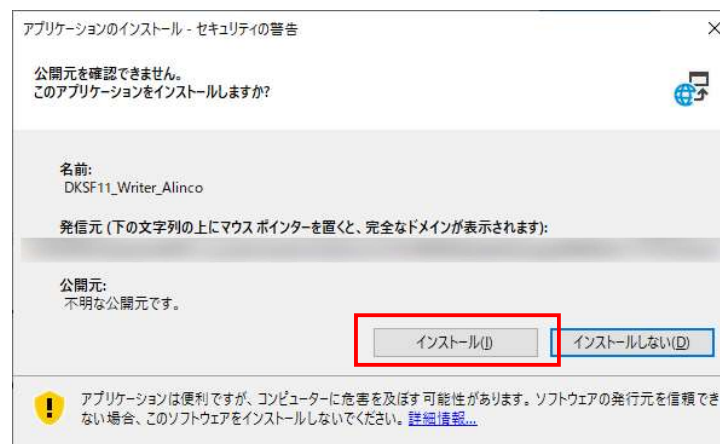 アプリケーションのインストール - セキュリティの警告
公開元を確認できません。
このアプリケーションをインストールしますか?
名前:
DKSF11_Writer_Alinco
発信元 (下の文字列の上にマウス ポインターを置くと、完全なドメインが表示されます):
公開元:
不明な公開元です。
インストール(I)
インストールしない(D)
アプリケーションは便利ですが、コンピューターに危害を及ぼす可能性があります。ソフトウェアの発行元を信頼でき
ない場合、このソフトウェアをインストールしないでください。詳細情報...